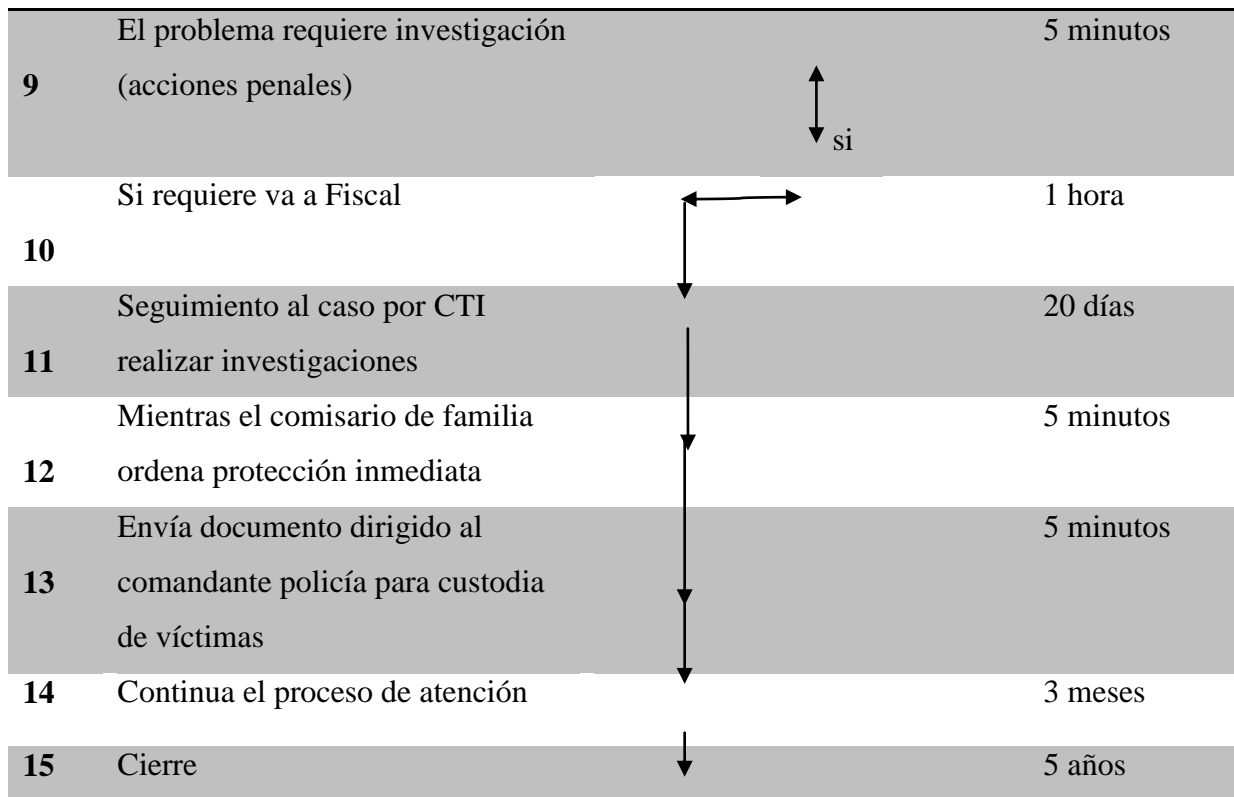 El problema requiere investigación 5 minutos
9 (acciones penales)
si
Si requiere va a Fiscal 1 hora
10
Seguimiento al caso por CTI 20 días
11 realizar investigaciones
Mientras el comisario de familia 5 minutos
12 ordena protección inmediata
Envía documento dirigido al 5 minutos
13 comandante policía para custodia
de víctimas
14 Continua el proceso de atención 3 meses
15 Cierre 5 años